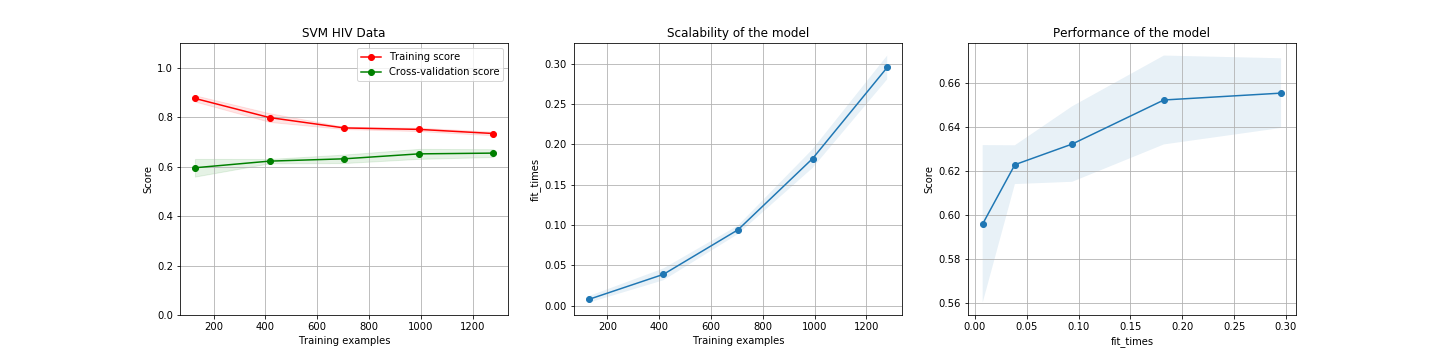 SVM HIV Data
Training score
Cross-validation score
1.0
0.8
0.6
0.4
0.2
0.0
Score
200 400 600 800 1000 1200
Training examples
Scalability of the model
0.30
0.25
0.20
0.15
0.10
0.05
0.00
fit_times
200 400 600 800 1000 1200
Training examples
Performance of the model
0.66
0.64
0.62
0.60
0.58
0.56
Score
0.00 0.05 0.10 0.15 0.20 0.25 0.30
fit_times